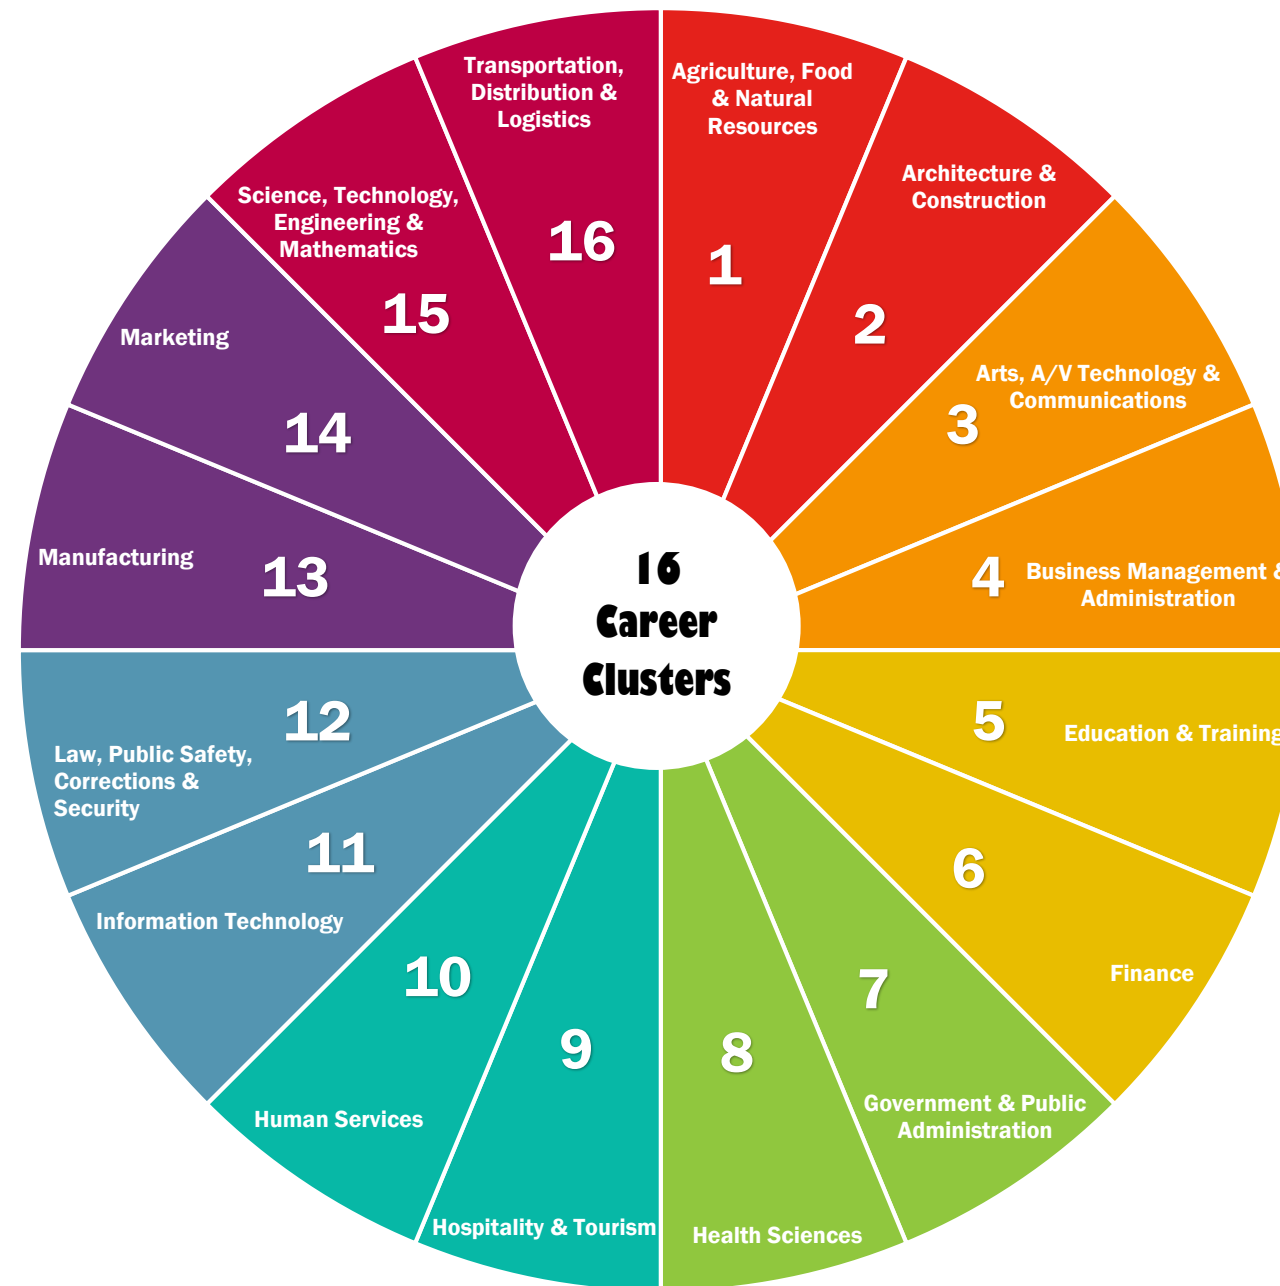 16
Career
Clusters
Agriculture, Food
& Natural
Resources
1
Architecture &
Construction
2
Arts, A/V Technology &
Communications
3
4
Business Management &
Administration
5
Education & Training
6
Finance
7
Government & Public
Administration
8
Health Sciences
9
Hospitality & Tourism
10
Human Services
11
Information Technology
12
Law, Public Safety,
Corrections &
Security
13
Manufacturing
14
Marketing
15
Science, Technology,
Engineering &
Mathematics
16
Transportation,
Distribution &
Logistics